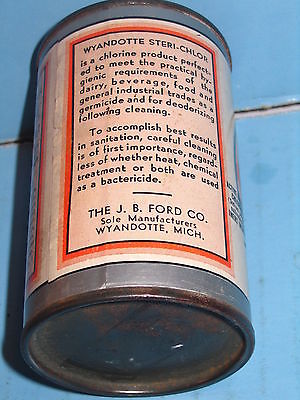 WYANDOTTE STERI-CHLOR
is a chlorine product perfect-
ed to meet the practical hy-
gienic requirements of the
dairy, beverage, food and
general industrial trades as a
germicide and for deodorizing
following cleaning.
To accomplish best results
in sanitation, careful cleaning
is of first importance, regard-
less of whether heat, chemical
treatment or both are used
as a bactericide.
THE J. B. FORD CO.
Sole Manufacturers
WYANDOTTE, MICH.